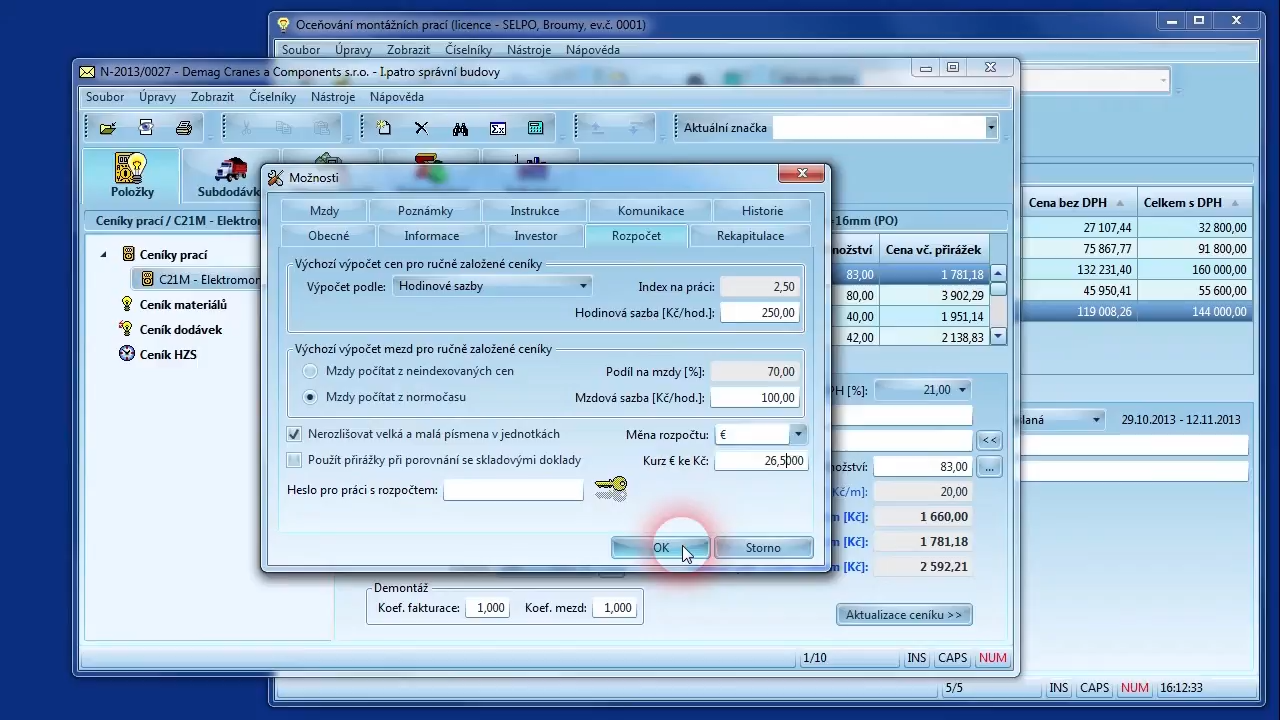 Oceňování montážních prací (licence - SELPO, Broumy, ev.č. 0001)
Soubor Úpravy Zobrazit Číselníky Nástroje Nápověda
N-2013/0027 - Demag Cranes a Components s.r.o. - I.patro správní budovy
Soubor Úpravy Zobrazit Číselníky Nástroje Nápověda
Aktuální značka
Položky
Subdodávk
Ceníky prací / C21M - Elektromon
=16mm (PO)
Ceníky prací
C21M - Elektromor
Ceník materiálů
Ceník dodávek
Ceník HZS
Možnosti
Mzdy Poznámky Instrukce Komunikace Historie
Obecné Informace Investor Rozpočet Rekapitulace
Výchozí výpočet cen pro ručně založené ceníky
Výpočet podle: Hodinové sazby Index na práci: 2,50
Hodinová sazba [Kč/hod.]: 250,00
Výchozí výpočet mezd pro ručně založené ceníky
Mzdy počítat z neindexovaných cen Podíl na mzdy [%]: 70,00
Mzdy počítat z normočasu Mzdová sazba [Kč/hod.]: 100,00
Nerozlišovat velká a malá písmena v jednotkách Měna rozpočtu: €
Použít přirážky při porovnání se skladovými doklady Kurz € ke Kč: 26,5000
Heslo pro práci s rozpočtem:
OK Storno
nožství Cena vč. přirážek
83,00 1 781,18
80,00 3 902,29
40,00 1 951,14
42,00 2 138,83
PH [%]: 21,00
<<
nožství: 83,00 ...
Kč/m]: 20,00
m [Kč]: 1 660,00
m [Kč]: 1 781,18
m [Kč]: 2 592,21
Demontáž
Koef. fakturace: 1,000 Koef. mezd: 1,000
Aktualizace ceníku >>
1/10 INS CAPS NUM
Cena bez DPH Celkem s DPH
27 107,44 32 800,00
75 867,77 91 800,00
132 231,40 160 000,00
45 950,41 55 600,00
119 008,26 144 000,00
laná 29.10.2013 - 12.11.2013
5/5 INS CAPS NUM 16:12:33